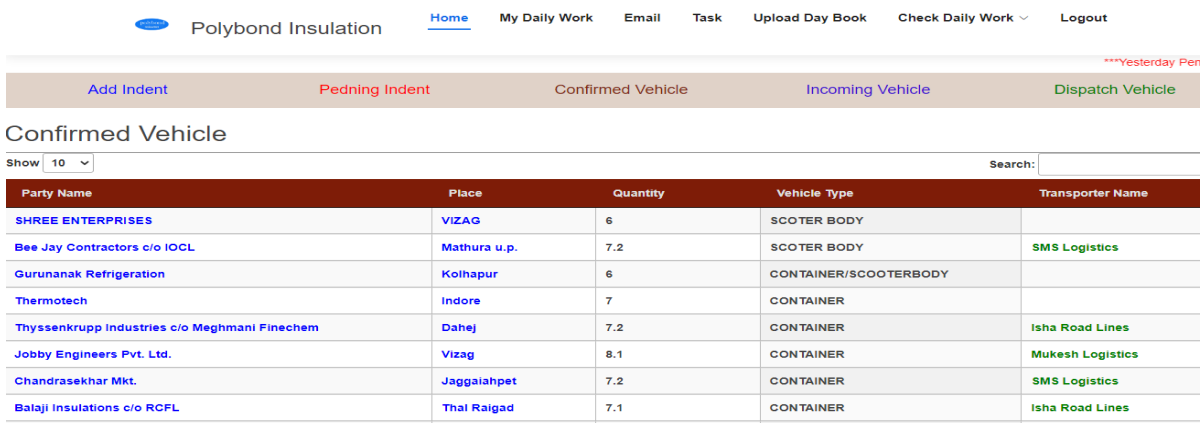 Polybond Insulation Home My Daily Work Email Task Upload Day Book Check Daily Work Logout
***Yesterday Pen
Add Indent Pedning Indent Confirmed Vehicle Incoming Vehicle Dispatch Vehicle
Confirmed Vehicle
Show 10 Search:
Party Name Place Quantity Vehicle Type Transporter Name
SHREE ENTERPRISES VIZAG 6 SCOTER BODY
Bee Jay Contractors c/o IOCL Mathura u.p. 7.2 SCOTER BODY SMS Logistics
Gurunanak Refrigeration Kolhapur 6 CONTAINER/SCOOTERBODY
Thermotech Indore 7 CONTAINER
Thyssenkrupp Industries c/o Meghmani Finechem Dahej 7.2 CONTAINER Isha Road Lines
Jobby Engineers Pvt. Ltd. Vizag 8.1 CONTAINER Mukesh Logistics
Chandrasekhar Mkt. Jaggaiahpet 7.2 CONTAINER SMS Logistics
Balaji Insulations c/o RCFL Thal Raigad 7.1 CONTAINER Isha Road Lines